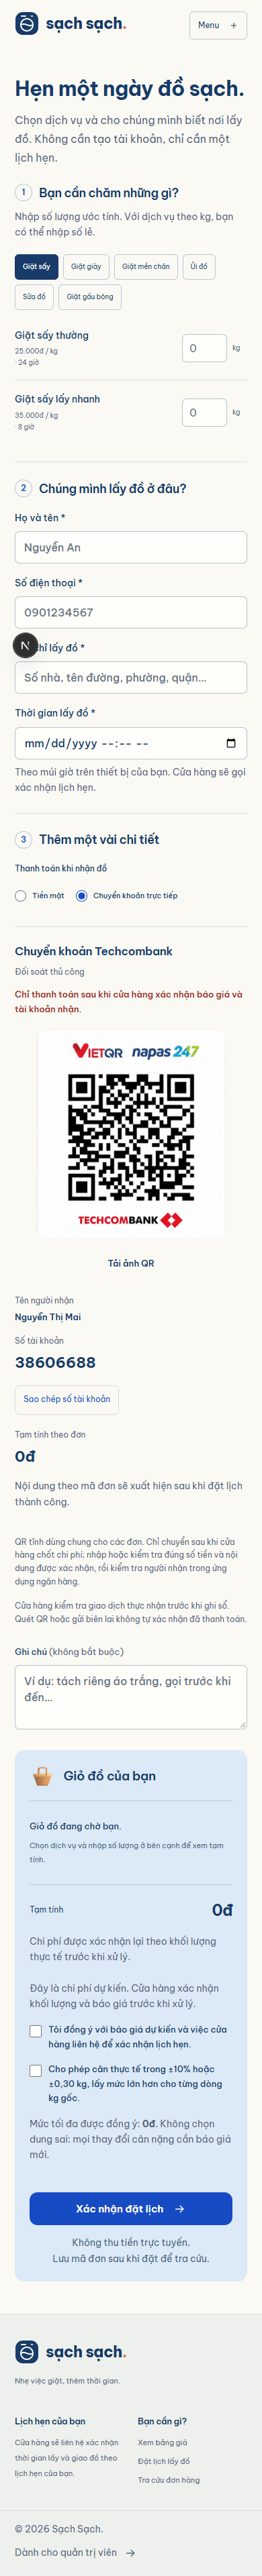 sạch sạch.
Menu +
Hẹn một ngày đồ sạch.
Chọn dịch vụ và cho chúng mình biết nơi lấy
đồ. Không cần tạo tài khoản, chỉ cần một
lịch hẹn.
1 Bạn cần chăm những gì?
Nhập số lượng ước tính. Với dịch vụ theo kg, bạn
có thể nhập số lẻ.
Giặt sấy Giặt giày Giặt mền chăn Ủi đồ
Sửa đồ Giặt gấu bông
Giặt sấy thường
25.000đ / kg
· 24 giờ
0 kg
Giặt sấy lấy nhanh
35.000đ / kg
· 8 giờ
0 kg
2 Chúng mình lấy đồ ở đâu?
Họ và tên *
Nguyễn An
Số điện thoại *
0901234567
N
chỉ lấy đồ *
Số nhà, tên đường, phường, quận...
Thời gian lấy đồ *
mm/dd/yyyy --:-- --
Theo múi giờ trên thiết bị của bạn. Cửa hàng sẽ gọi
xác nhận lịch hẹn.
3 Thêm một vài chi tiết
Thanh toán khi nhận đồ
Tiền mặt Chuyển khoản trực tiếp
Chuyển khoản Techcombank
Đối soát thủ công
Chỉ thanh toán sau khi cửa hàng xác nhận báo giá và
tài khoản nhận.
VIETQR napas 247
TECHCOMBANK
Tải ảnh QR
Tên người nhận
Nguyễn Thị Mai
Số tài khoản
38606688
Sao chép số tài khoản
Tạm tính theo đơn
0đ
Nội dung theo mã đơn sẽ xuất hiện sau khi đặt lịch
thành công.
QR tĩnh dùng chung cho các đơn. Chỉ chuyển sau khi cửa
hàng chốt chi phí; nhập hoặc kiểm tra đúng số tiền và nội
dung được xác nhận, rồi kiểm tra người nhận trong ứng
dụng ngân hàng.
Cửa hàng kiểm tra giao dịch thực nhận trước khi ghi sổ.
Quét QR hoặc gửi biên lai không tự xác nhận đã thanh toán.
Ghi chú (không bắt buộc)
Ví dụ: tách riêng áo trắng, gọi trước khi
đến...
Giỏ đồ của bạn
Giỏ đồ đang chờ bạn.
Chọn dịch vụ và nhập số lượng ở bên cạnh để xem tạm
tính.
Tạm tính 0đ
Chi phí được xác nhận lại theo khối lượng
thực tế trước khi xử lý.
Đây là chi phí dự kiến. Cửa hàng xác nhận
khối lượng và báo giá trước khi xử lý.
Tôi đồng ý với báo giá dự kiến và việc cửa
hàng liên hệ để xác nhận lịch hẹn.
Cho phép cân thực tế trong ±10% hoặc
±0,30 kg, lấy mức lớn hơn cho từng dòng
kg gốc.
Mức tối đa được đồng ý: 0đ. Không chọn
dung sai: mọi thay đổi cân nặng cần báo giá
mới.
Xác nhận đặt lịch →
Không thu tiền trực tuyến.
Lưu mã đơn sau khi đặt để tra cứu.
sạch sạch.
Nhẹ việc giặt, thêm thời gian.
Lịch hẹn của bạn
Cửa hàng sẽ liên hệ xác nhận
thời gian lấy và giao đồ theo
lịch hẹn của bạn.
Bạn cần gì?
Xem bảng giá
Đặt lịch lấy đồ
Tra cứu đơn hàng
© 2026 Sạch Sạch.
Dành cho quản trị viên →